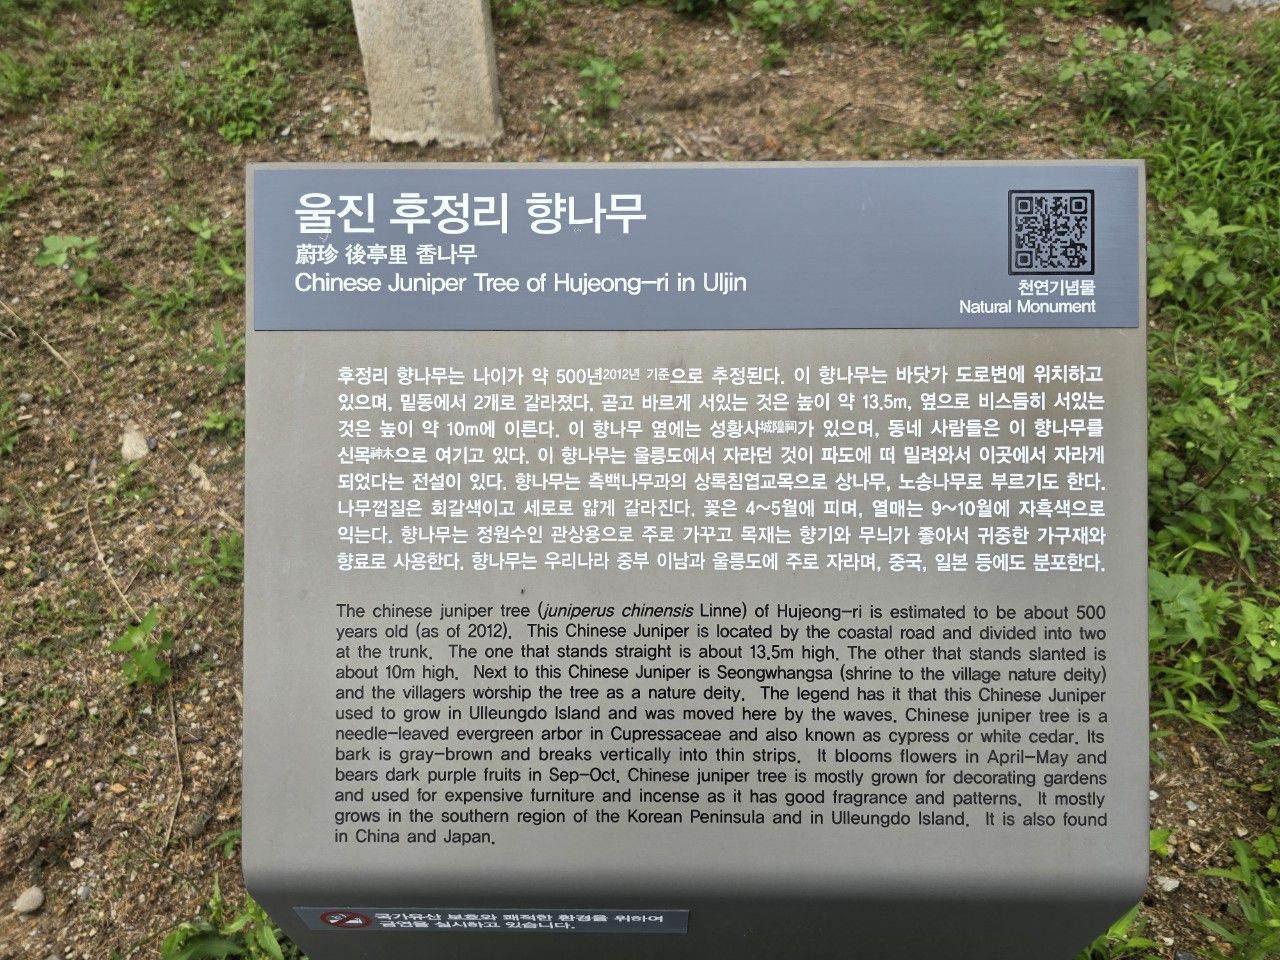 울진 후정리 향나무
蔚珍 後亭里 香나무
Chinese Juniper Tree of Hujeong-ri in Uljin
천연기념물
Natural Monument
후정리 향나무는 나이가 약 500년2012년 기준으로 추정된다. 이 향나무는 바닷가 도로변에 위치하고
있으며, 밑동에서 2개로 갈라졌다. 곧고 바르게 서있는 것은 높이 약 13.5m, 옆으로 비스듬히 서있는
것은 높이 약 10m에 이른다. 이 향나무 옆에는 성황사城隍祠가 있으며, 동네 사람들은 이 향나무를
신목神木으로 여기고 있다. 이 향나무는 울릉도에서 자라던 것이 파도에 떠 밀려와서 이곳에서 자라게
되었다는 전설이 있다. 향나무는 측백나무과의 상록침엽교목으로 상나무, 노송나무로 부르기도 한다.
나무껍질은 회갈색이고 세로로 얇게 갈라진다. 꽃은 4~5월에 피며, 열매는 9~10월에 자흑색으로
익는다. 향나무는 정원수인 관상용으로 주로 가꾸고 목재는 향기와 무늬가 좋아서 귀중한 가구재와
향료로 사용한다. 향나무는 우리나라 중부 이남과 울릉도에 주로 자라며, 중국, 일본 등에도 분포한다.
The chinese juniper tree (juniperus chinensis Linne) of Hujeong-ri is estimated to be about 500
years old (as of 2012). This Chinese Juniper is located by the coastal road and divided into two
at the trunk. The one that stands straight is about 13.5m high. The other that stands slanted is
about 10m high. Next to this Chinese Juniper is Seongwhangsa (shrine to the village nature deity)
and the villagers worship the tree as a nature deity. The legend has it that this Chinese Juniper
used to grow in Ulleungdo Island and was moved here by the waves. Chinese juniper tree is a
needle-leaved evergreen arbor in Cupressaceae and also known as cypress or white cedar. Its
bark is gray-brown and breaks vertically into thin strips. It blooms flowers in April-May and
bears dark purple fruits in Sep-Oct. Chinese juniper tree is mostly grown for decorating gardens
and used for expensive furniture and incense as it has good fragrance and patterns. It mostly
grows in the southern region of the Korean Peninsula and in Ulleungdo Island. It is also found
in China and Japan.
국가유산 보호와 쾌적한 환경을 위하여
금연을 실시하고 있습니다.